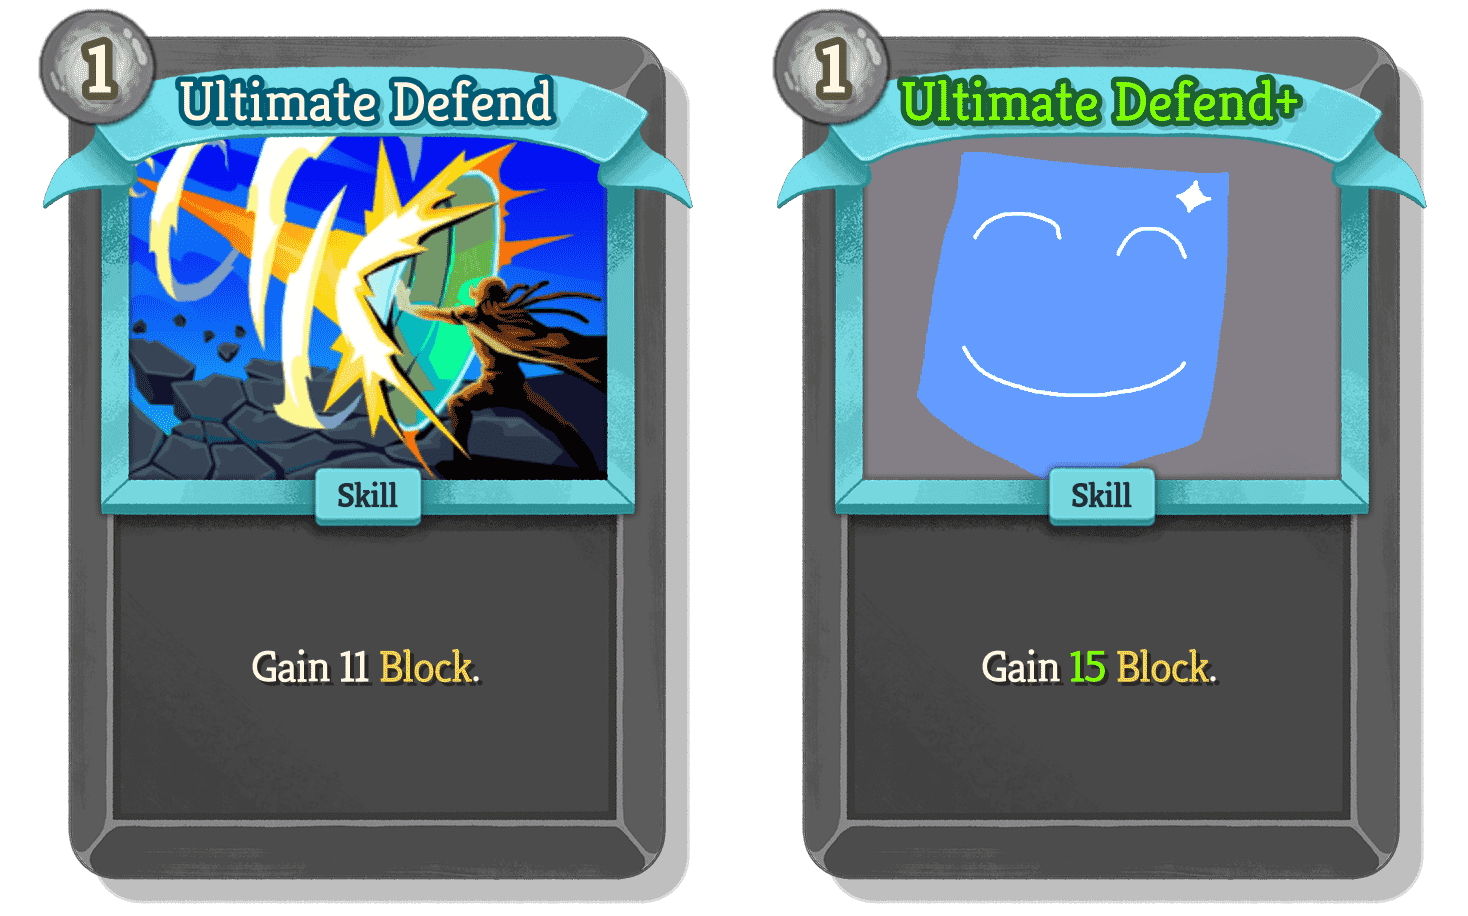 1
Ultimate Defend
Skill
Gain 11 Block.
1
Ultimate Defend+
Skill
Gain 15 Block.